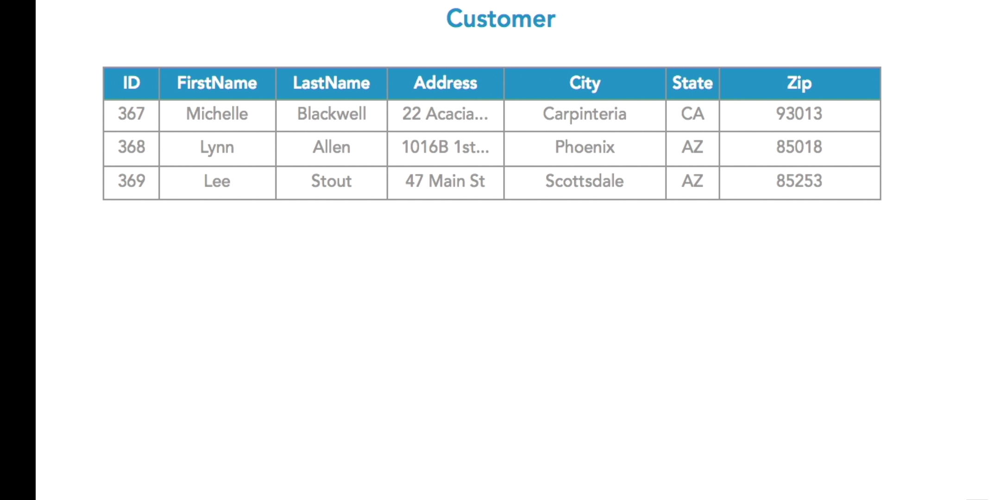 Customer
ID FirstName LastName Address City State Zip
367 Michelle Blackwell 22 Acacia... Carpinteria CA 93013
368 Lynn Allen 1016B 1st... Phoenix AZ 85018
369 Lee Stout 47 Main St Scottsdale AZ 85253